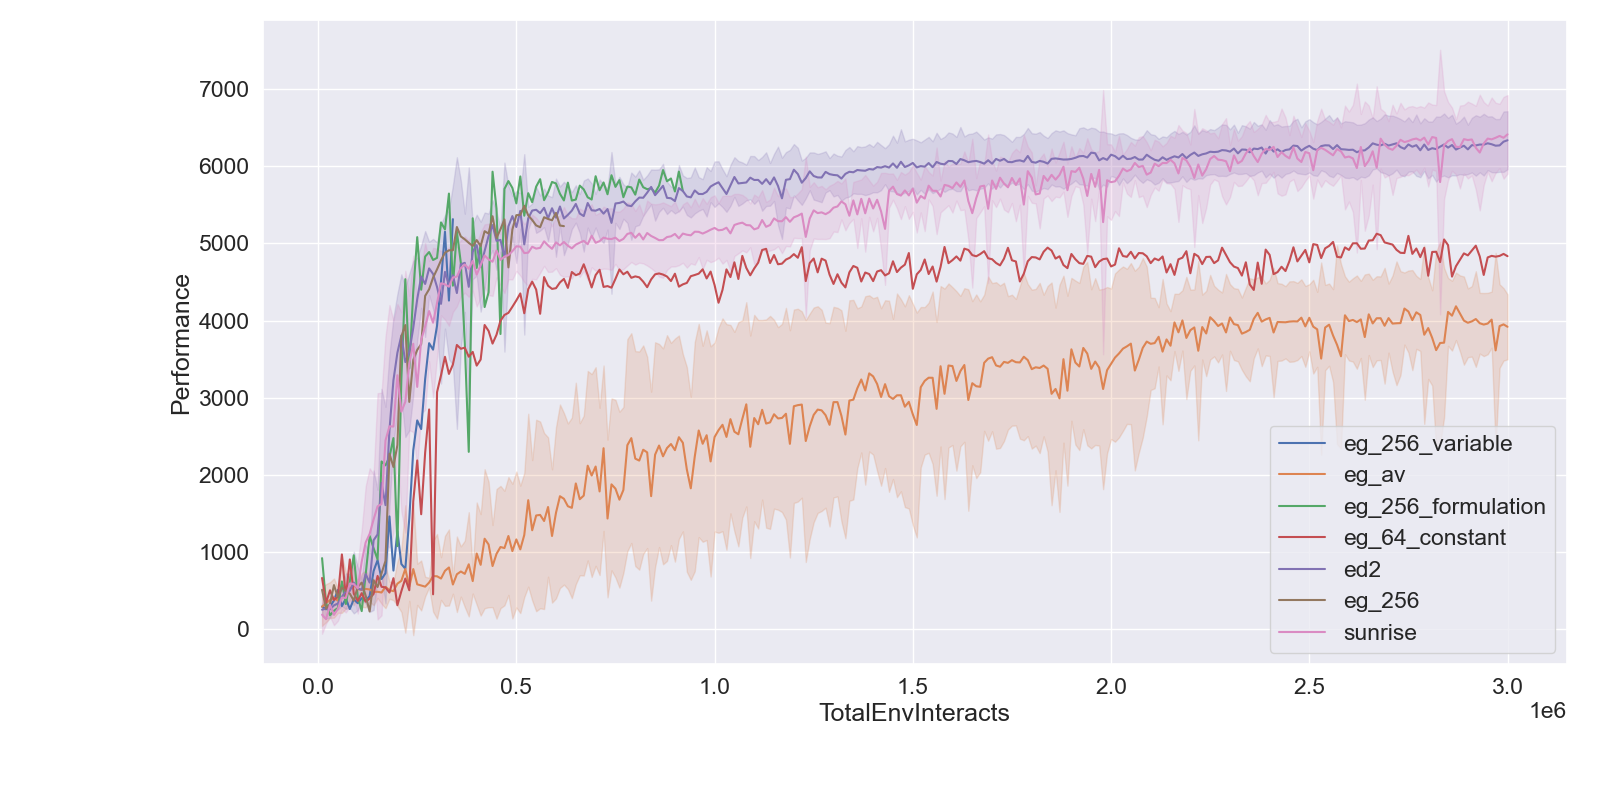 Performance
7000
6000
5000
4000
3000
2000
1000
0
0.0 0.5 1.0 1.5 2.0 2.5 3.0
TotalEnvInteracts
1e6
eg_256_variable
eg_av
eg_256_formulation
eg_64_constant
ed2
eg_256
sunrise